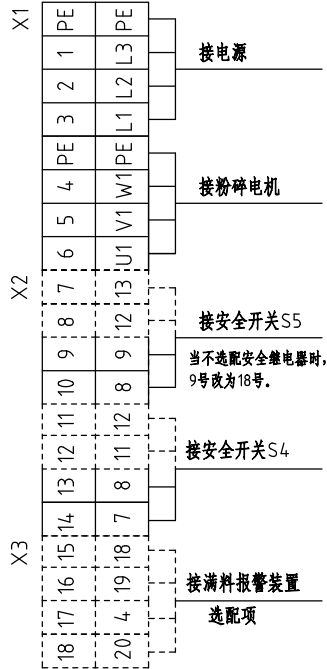 X1
PE PE
1 L3
接电源
2 L2
3 L1
PE PE
4 W1
接粉碎电机
5 V1
6 U1
X2
7 13
8 12
接安全开关S5
9 9
当不选配安全继电器时，
9号改为18号.
10 8
11 12
12 11
接安全开关S4
13 8
14 7
X3
15 18
16 19
接满料报警装置
17 4
选配项
18 20